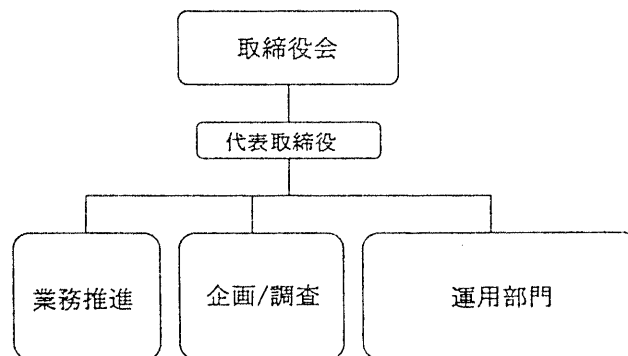 取締役会
代表取締役
業務推進
企画/調査
運用部門